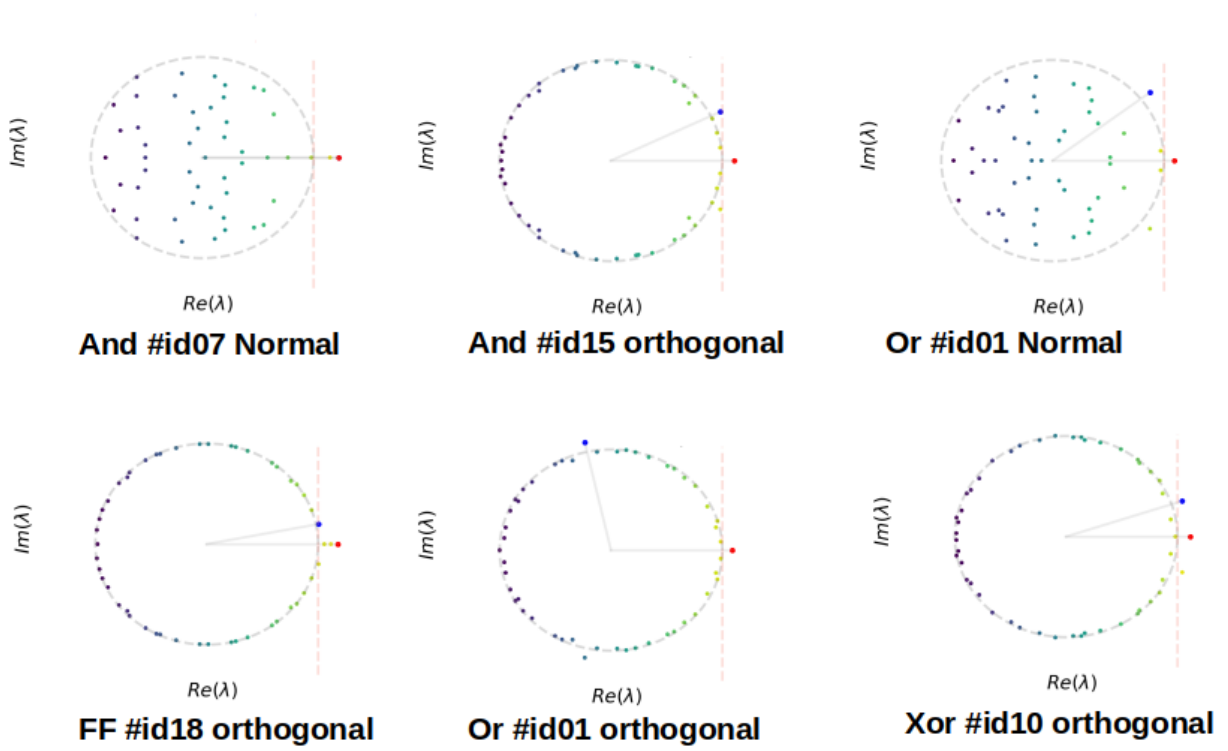 Im(λ)
Re(λ)
And #id07 Normal
Im(λ)
Re(λ)
And #id15 orthogonal
Im(λ)
Re(λ)
Or #id01 Normal
Im(λ)
Re(λ)
FF #id18 orthogonal
Im(λ)
Re(λ)
Or #id01 orthogonal
Im(λ)
Re(λ)
Xor #id10 orthogonal